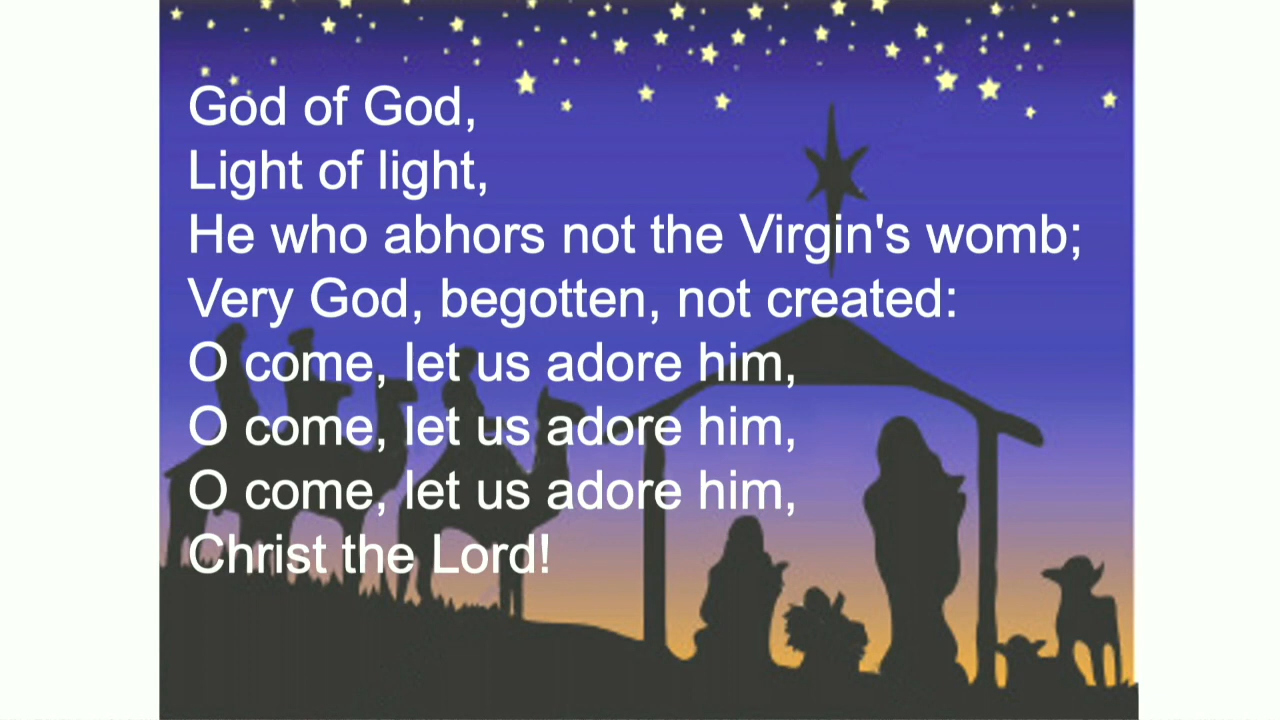 God of God,
Light of light,
He who abhors not the Virgin's womb;
Very God, begotten, not created:
O come, let us adore him,
O come, let us adore him,
O come, let us adore him,
Christ the Lord!